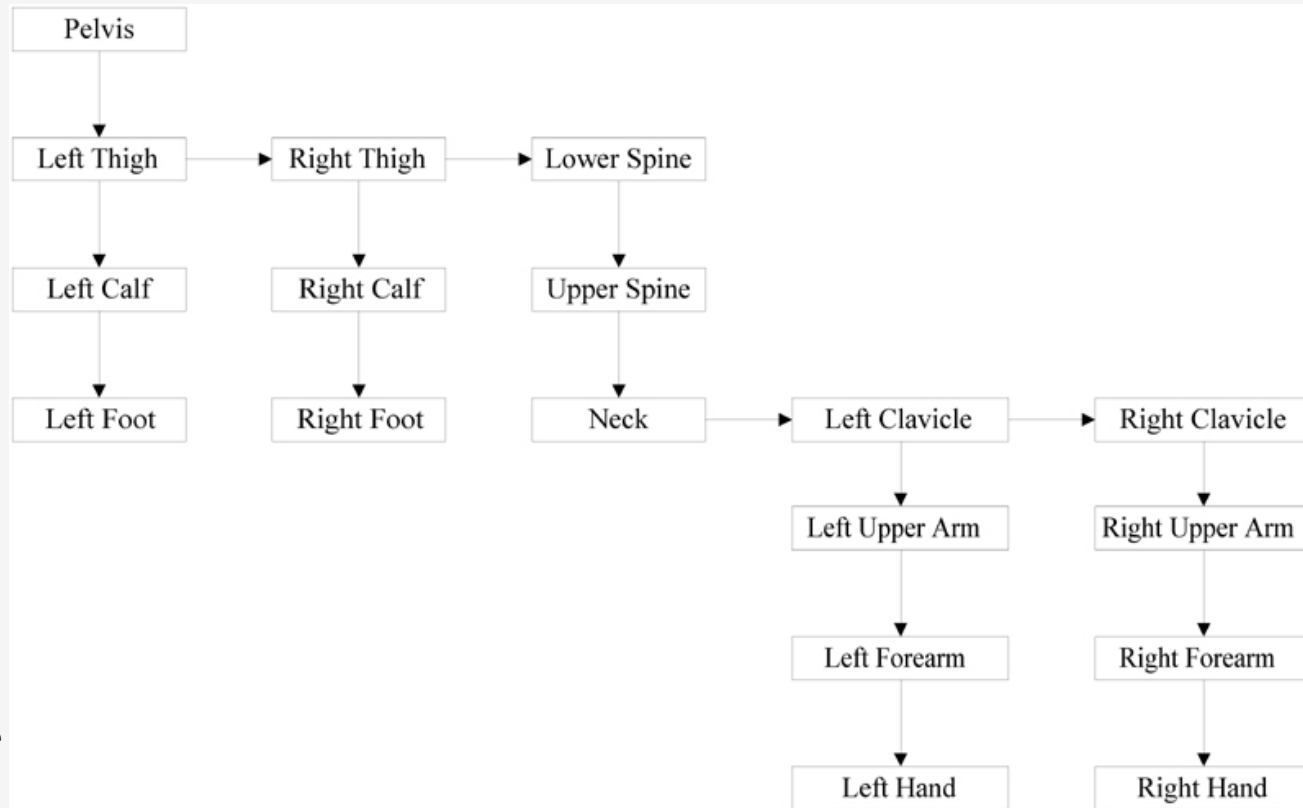 Pelvis
Left Thigh
Right Thigh
Lower Spine
Left Calf
Right Calf
Upper Spine
Left Foot
Right Foot
Neck
Left Clavicle
Right Clavicle
Left Upper Arm
Right Upper Arm
Left Forearm
Right Forearm
Left Hand
Right Hand